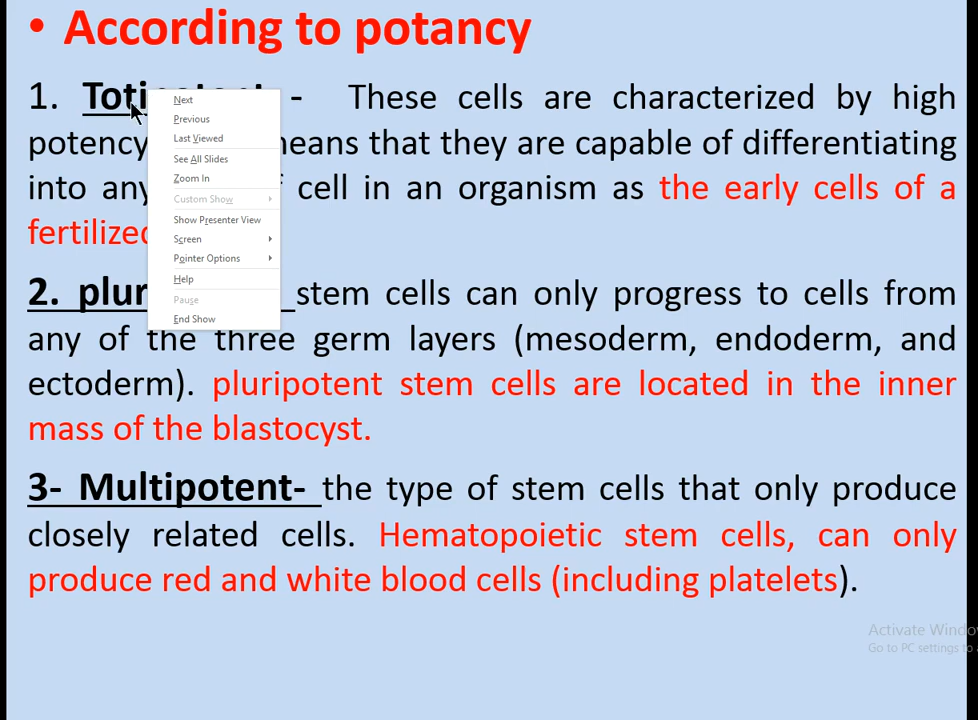 • According to potancy
1. Toti - These cells are characterized by high
potency means that they are capable of differentiating
into any cell in an organism as the early cells of a
fertilized
2. plur stem cells can only progress to cells from
any of the three germ layers (mesoderm, endoderm, and
ectoderm). pluripotent stem cells are located in the inner
mass of the blastocyst.
3- Multipotent- the type of stem cells that only produce
closely related cells. Hematopoietic stem cells, can only
produce red and white blood cells (including platelets).
Next
Previous
Last Viewed
See All Slides
Zoom In
Custom Show
Show Presenter View
Screen
Pointer Options
Help
Pause
End Show
Activate Windo
Go to PC settings to